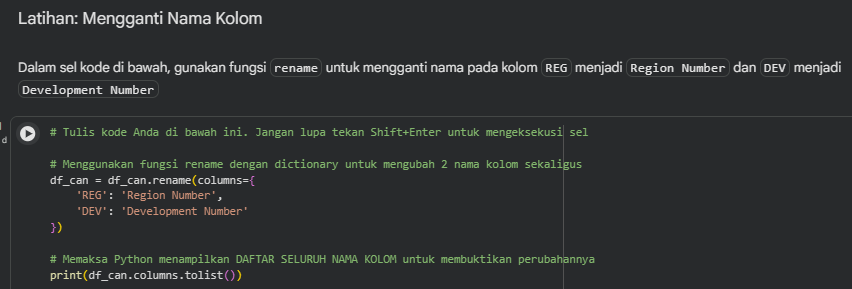 Latihan: Mengganti Nama Kolom
Dalam sel kode di bawah, gunakan fungsi rename untuk mengganti nama pada kolom REG menjadi Region Number dan DEV menjadi
Development Number
d
# Tulis kode Anda di bawah ini. Jangan lupa tekan Shift+Enter untuk mengeksekusi sel
# Menggunakan fungsi rename dengan dictionary untuk mengubah 2 nama kolom sekaligus
df_can = df_can.rename(columns={
    'REG': 'Region Number',
    'DEV': 'Development Number'
})
# Memaksa Python menampilkan DAFTAR SELURUH NAMA KOLOM untuk membuktikan perubahannya
print(df_can.columns.tolist())